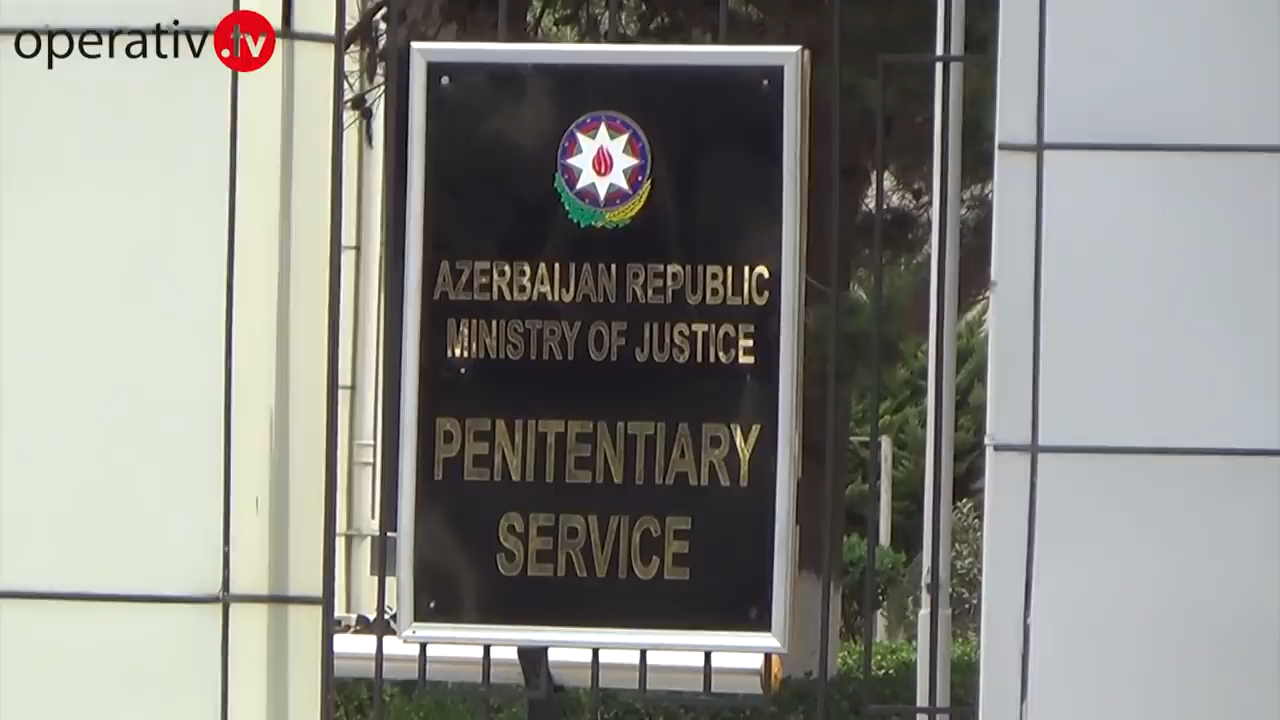 operativ.tv
AZERBAIJAN REPUBLIC
MINISTRY OF JUSTICE
PENITENTIARY
SERVICE